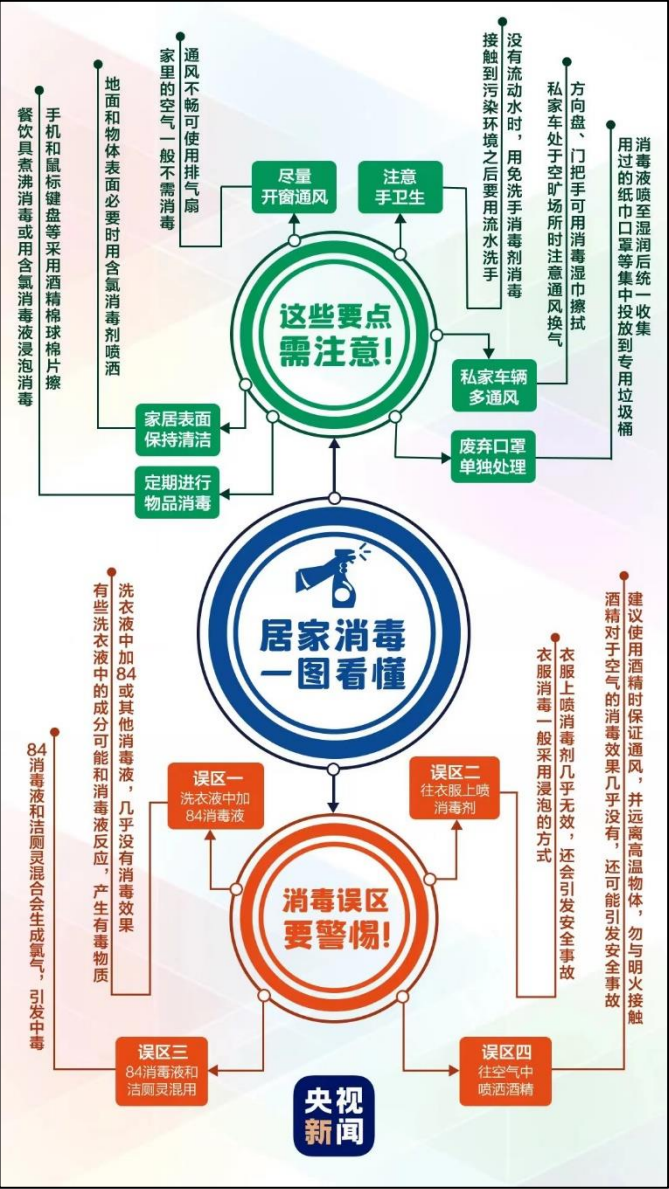 通风不畅可使用排气扇
家里的空气一般不需消毒
尽量
开窗通风
没有流动水时，用免洗手消毒剂消毒
接触到污染环境之后要用流水洗手
注意
手卫生
方向盘、门把手可用消毒湿巾擦拭
私家车处于空旷场所时注意通风换气
私家车辆
多通风
消毒液喷至湿润后统一收集
用过的纸巾口罩等集中投放到专用垃圾桶
废弃口罩
单独处理
地面和物体表面必要时用含氯消毒剂喷洒
家居表面
保持清洁
手机和鼠标键盘等采用酒精棉球棉片擦
餐饮具煮沸消毒或用含氯消毒液浸泡消毒
定期进行
物品消毒
这些要点
需注意！
居家消毒
一图看懂
消毒误区
要警惕！
误区一
洗衣液中加
84消毒液
洗衣液中加84或其他消毒液，几乎没有消毒效果
有些洗衣液中的成分可能和消毒液反应，产生有毒物质
误区二
往衣服上喷
消毒剂
衣服上喷消毒剂几乎无效，还会引发安全事故
衣服消毒一般采用浸泡的方式
误区三
84消毒液和
洁厕灵混用
84消毒液和洁厕灵混合会生成氯气，引发中毒
误区四
往空气中
喷洒酒精
建议使用酒精时保证通风，并远离高温物体，勿与明火接触
酒精对于空气的消毒效果几乎没有，还可能引发安全事故
央视
新闻